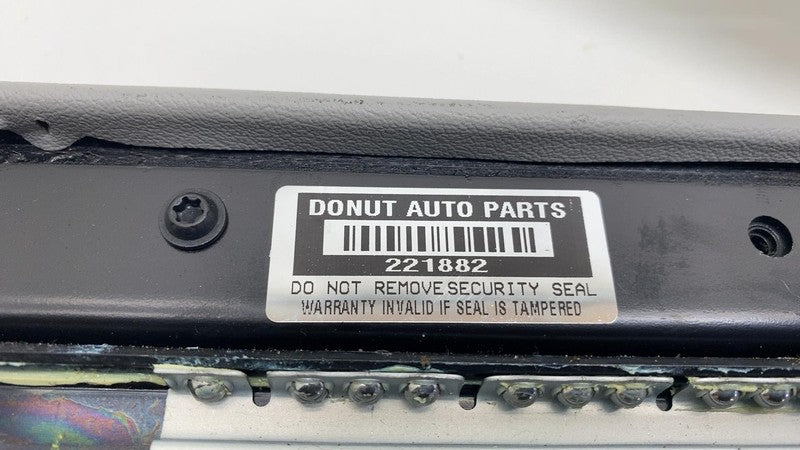 DONUT AUTO PARTS
221882
DO NOT REMOVESECURITY SEAL
WARRANTY INVALID IF SEAL IS TAMPERED